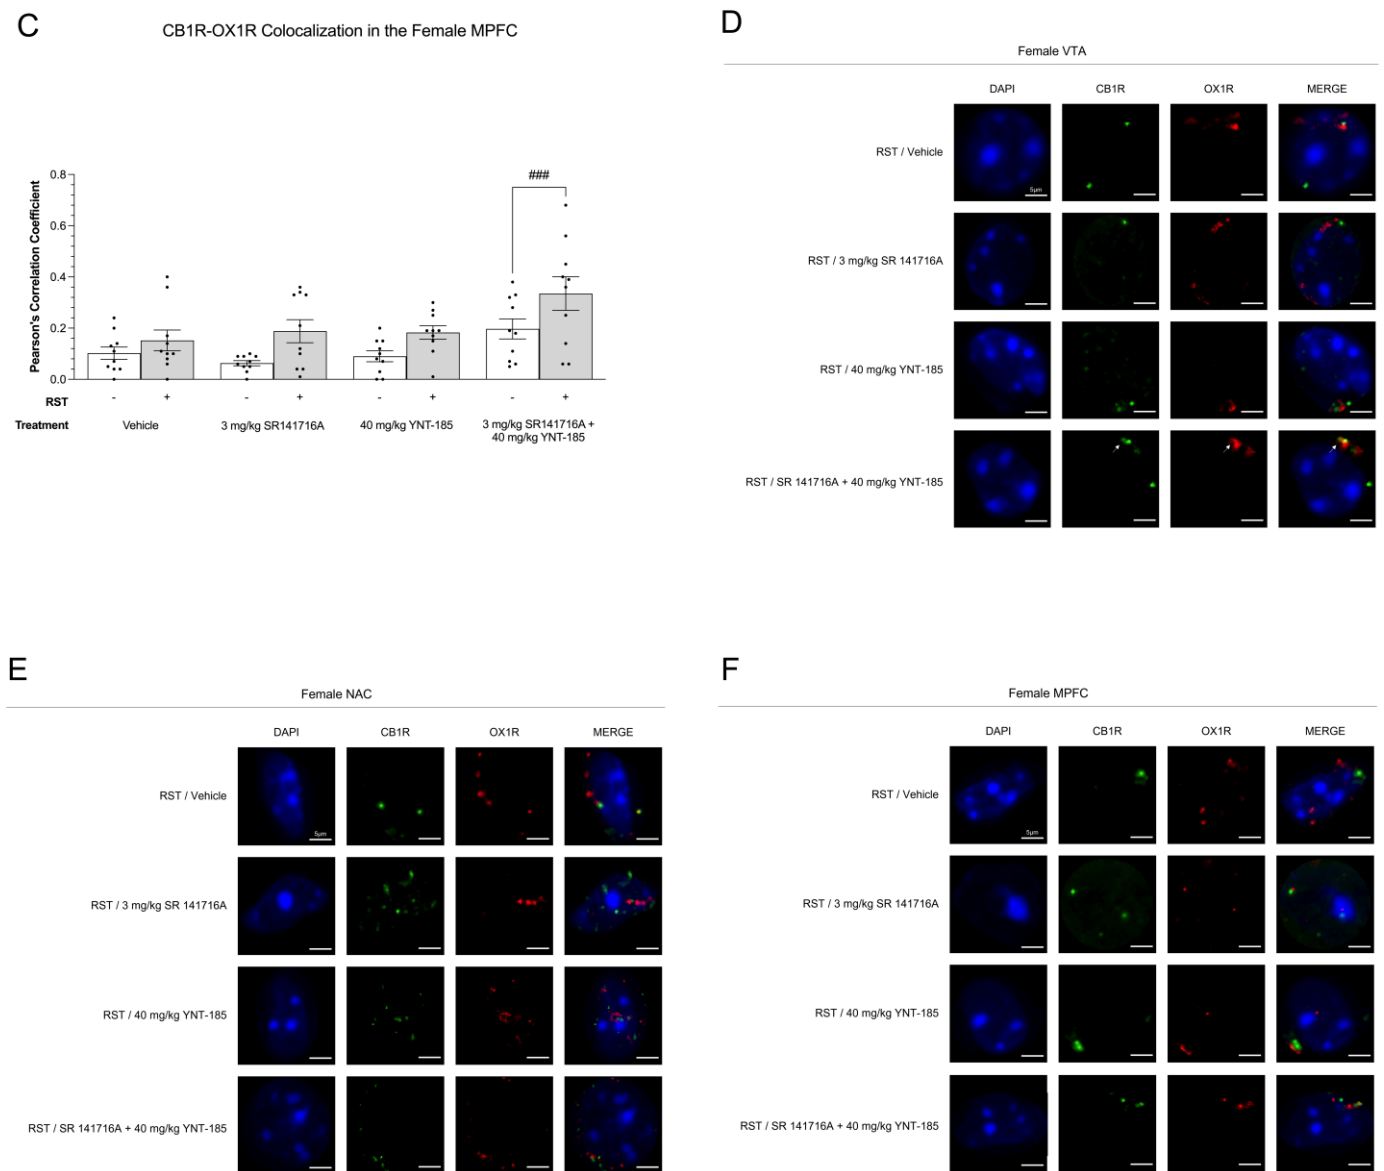 C
CB1R-OX1R Colocalization in the Female MPFC
Pearson's Correlation Coefficient
0.8
0.6
0.4
0.2
0.0
###
RST
- + - + - + - +
Treatment
Vehicle
3 mg/kg SR141716A
40 mg/kg YNT-185
3 mg/kg SR141716A +
40 mg/kg YNT-185
D
Female VTA
DAPI CB1R OX1R MERGE
RST / Vehicle
5µm
RST / 3 mg/kg SR 141716A
RST / 40 mg/kg YNT-185
RST / SR 141716A + 40 mg/kg YNT-185
E
Female NAC
DAPI CB1R OX1R MERGE
RST / Vehicle
5µm
RST / 3 mg/kg SR 141716A
RST / 40 mg/kg YNT-185
RST / SR 141716A + 40 mg/kg YNT-185
F
Female MPFC
DAPI CB1R OX1R MERGE
RST / Vehicle
5µm
RST / 3 mg/kg SR 141716A
RST / 40 mg/kg YNT-185
RST / SR 141716A + 40 mg/kg YNT-185